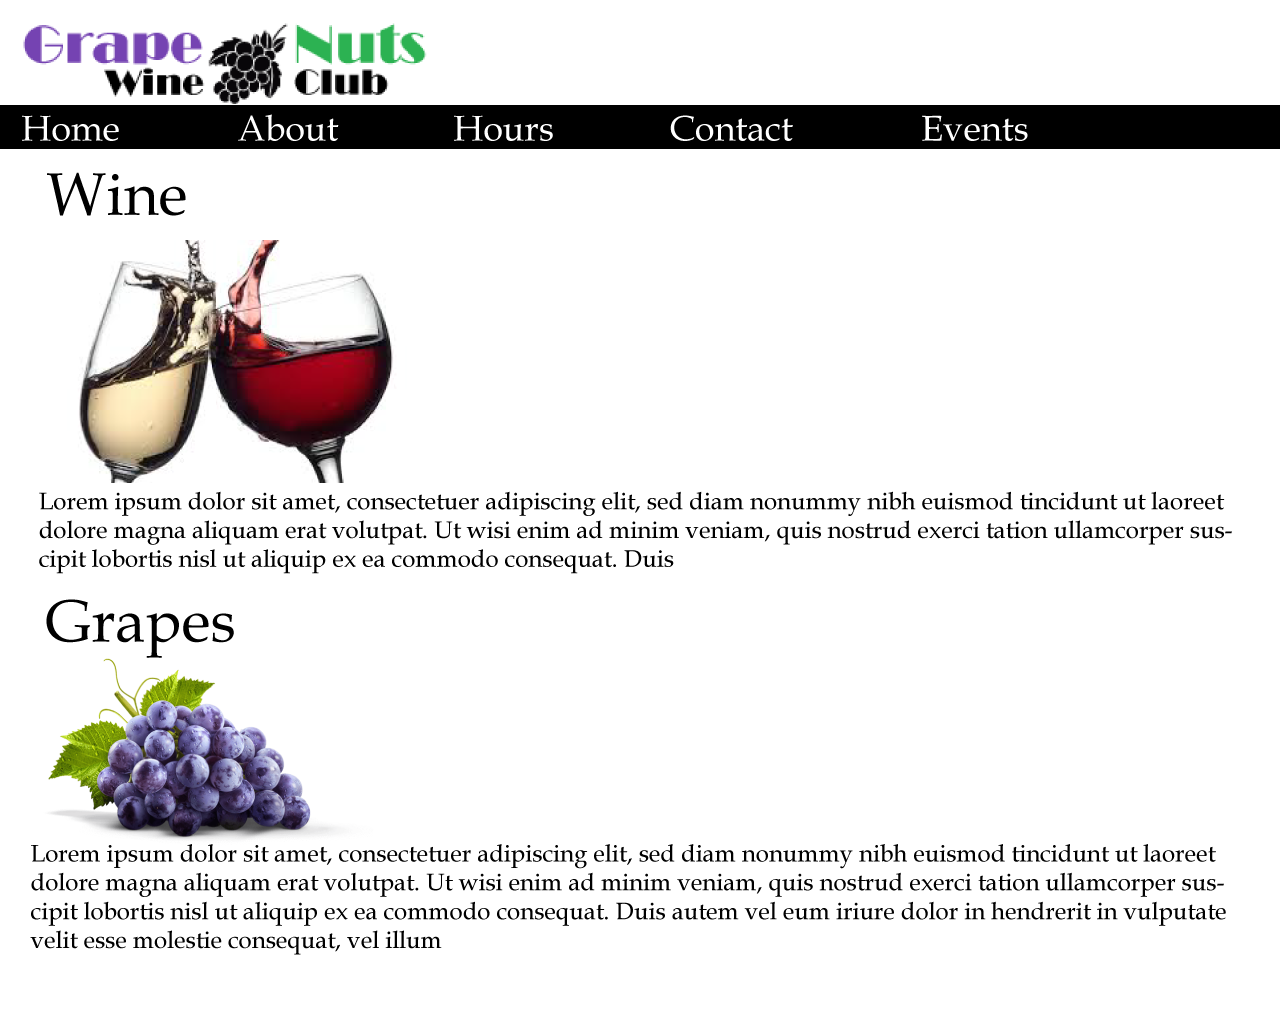 Grape Nuts
Wine Club
Home About Hours Contact Events
Wine
Lorem ipsum dolor sit amet, consectetuer adipiscing elit, sed diam nonummy nibh euismod tincidunt ut laoreet
dolore magna aliquam erat volutpat. Ut wisi enim ad minim veniam, quis nostrud exerci tation ullamcorper sus-
cipit lobortis nisl ut aliquip ex ea commodo consequat. Duis
Grapes
Lorem ipsum dolor sit amet, consectetuer adipiscing elit, sed diam nonummy nibh euismod tincidunt ut laoreet
dolore magna aliquam erat volutpat. Ut wisi enim ad minim veniam, quis nostrud exerci tation ullamcorper sus-
cipit lobortis nisl ut aliquip ex ea commodo consequat. Duis autem vel eum iriure dolor in hendrerit in vulputate
velit esse molestie consequat, vel illum